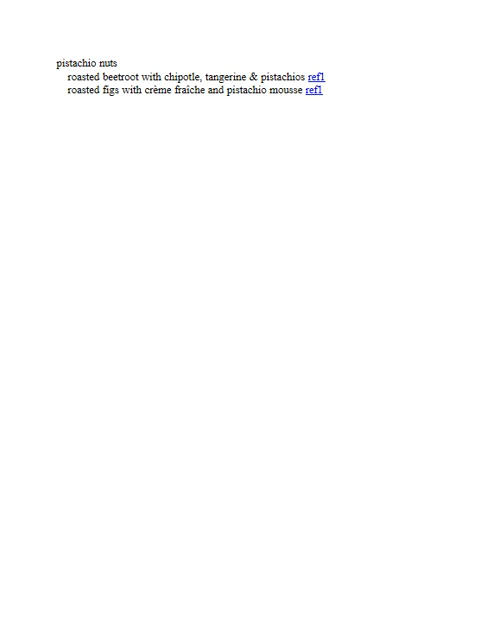 pistachio nuts
roasted beetroot with chipotle, tangerine & pistachios ref1
roasted figs with crème fraîche and pistachio mousse ref1